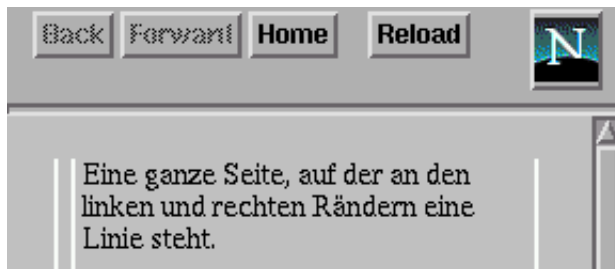 Back Forward Home Reload N
Eine ganze Seite, auf der an den
linken und rechten Rändern eine
Linie steht.